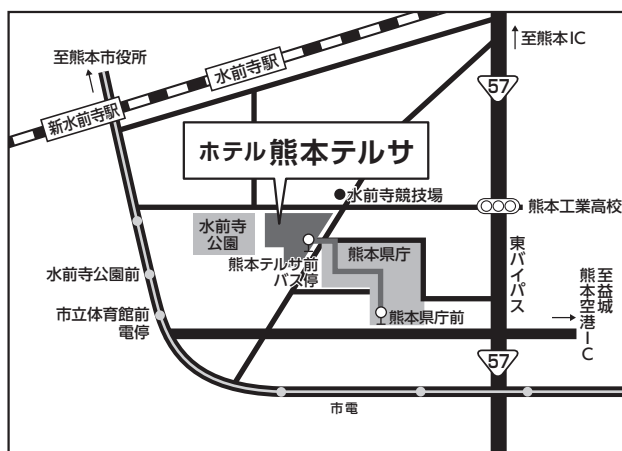 至熊本市役所
水前寺駅
新水前寺駅
至熊本IC
57
ホテル 熊本テルサ
水前寺競技場
熊本工業高校
水前寺
公園
熊本テルサ前
バス停
熊本県庁
水前寺公園前
市立体育館前
電停
熊本県庁前
東バイパス
至益城
熊本空港IC
57
市電